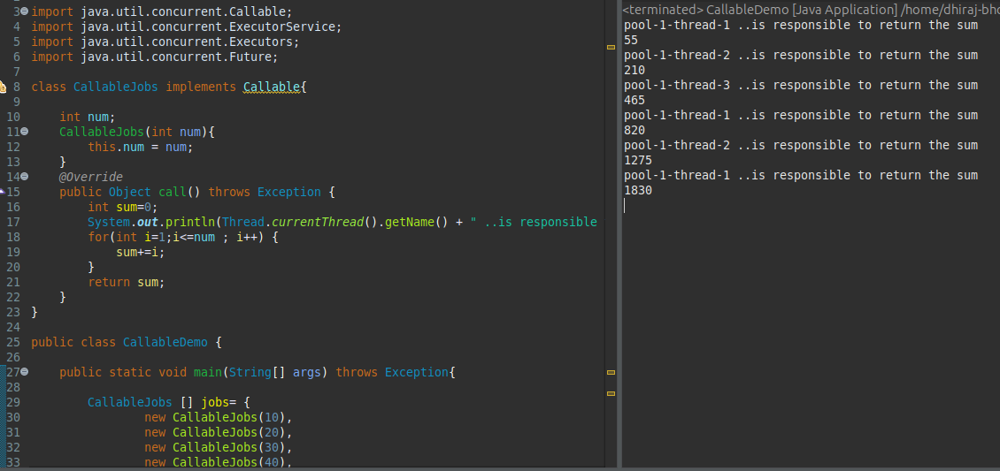 3 import java.util.concurrent.Callable;
4 import java.util.concurrent.ExecutorService;
5 import java.util.concurrent.Executors;
6 import java.util.concurrent.Future;
7
8 class CallableJobs implements Callable{
9
10 int num;
11 CallableJobs(int num){
12 this.num = num;
13 }
14 @Override
15 public Object call() throws Exception {
16 int sum=0;
17 System.out.println(Thread.currentThread().getName() + " ..is responsible
18 for(int i=1;i<=num ; i++) {
19 sum+=i;
20 }
21 return sum;
22 }
23 }
24
25 public class CallableDemo {
26
27 public static void main(String[] args) throws Exception{
28
29 CallableJobs [] jobs= {
30 new CallableJobs(10),
31 new CallableJobs(20),
32 new CallableJobs(30),
33 new CallableJobs(40),
<terminated> CallableDemo [Java Application] /home/dhiraj-bho
pool-1-thread-1 ..is responsible to return the sum
55
pool-1-thread-2 ..is responsible to return the sum
210
pool-1-thread-3 ..is responsible to return the sum
465
pool-1-thread-1 ..is responsible to return the sum
820
pool-1-thread-2 ..is responsible to return the sum
1275
pool-1-thread-1 ..is responsible to return the sum
1830